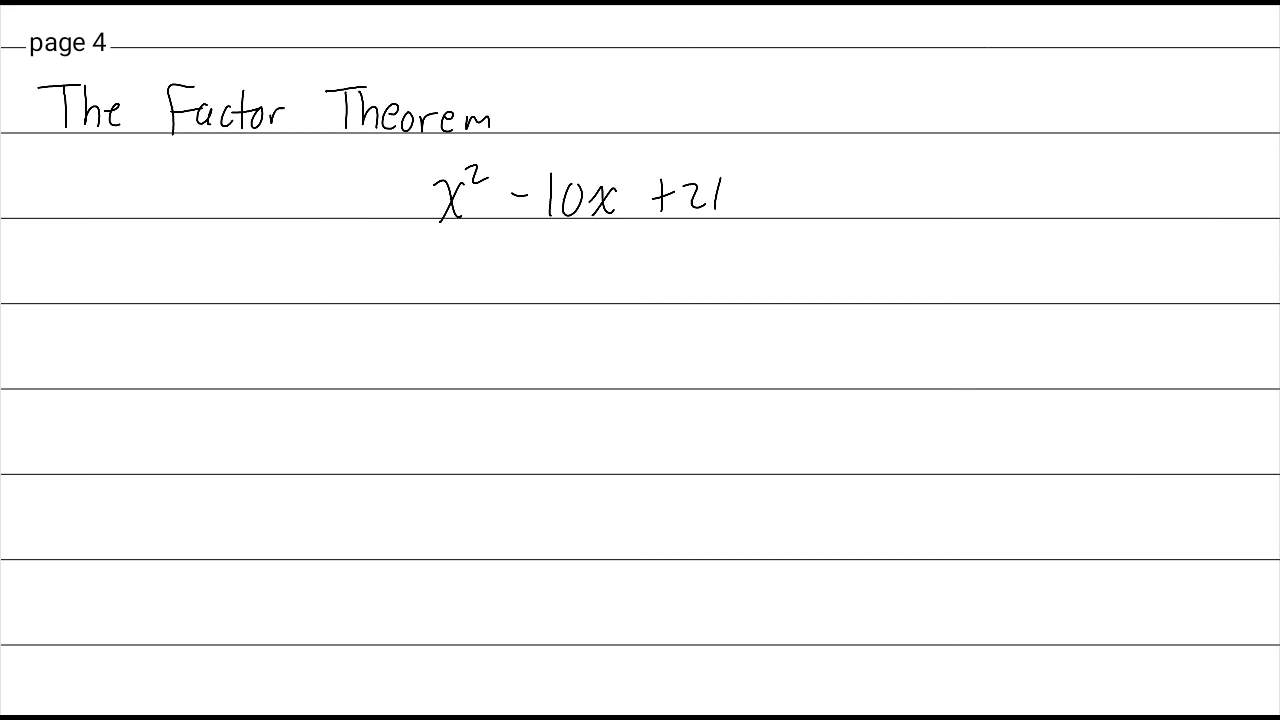 page 4
The Factor Theorem
x² - 10x + 21